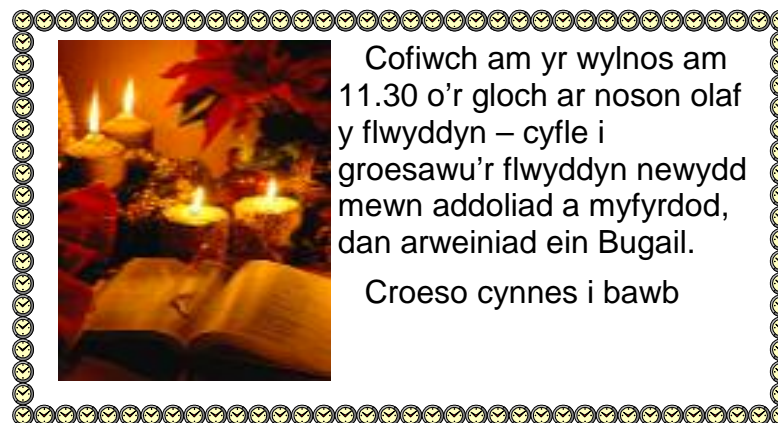 Cofiwch am yr wylnos am
11.30 o’r gloch ar noson olaf
y flwyddyn – cyfle i
groesawu’r flwyddyn newydd
mewn addoliad a myfyrdod,
dan arweiniad ein Bugail.
Croeso cynnes i bawb